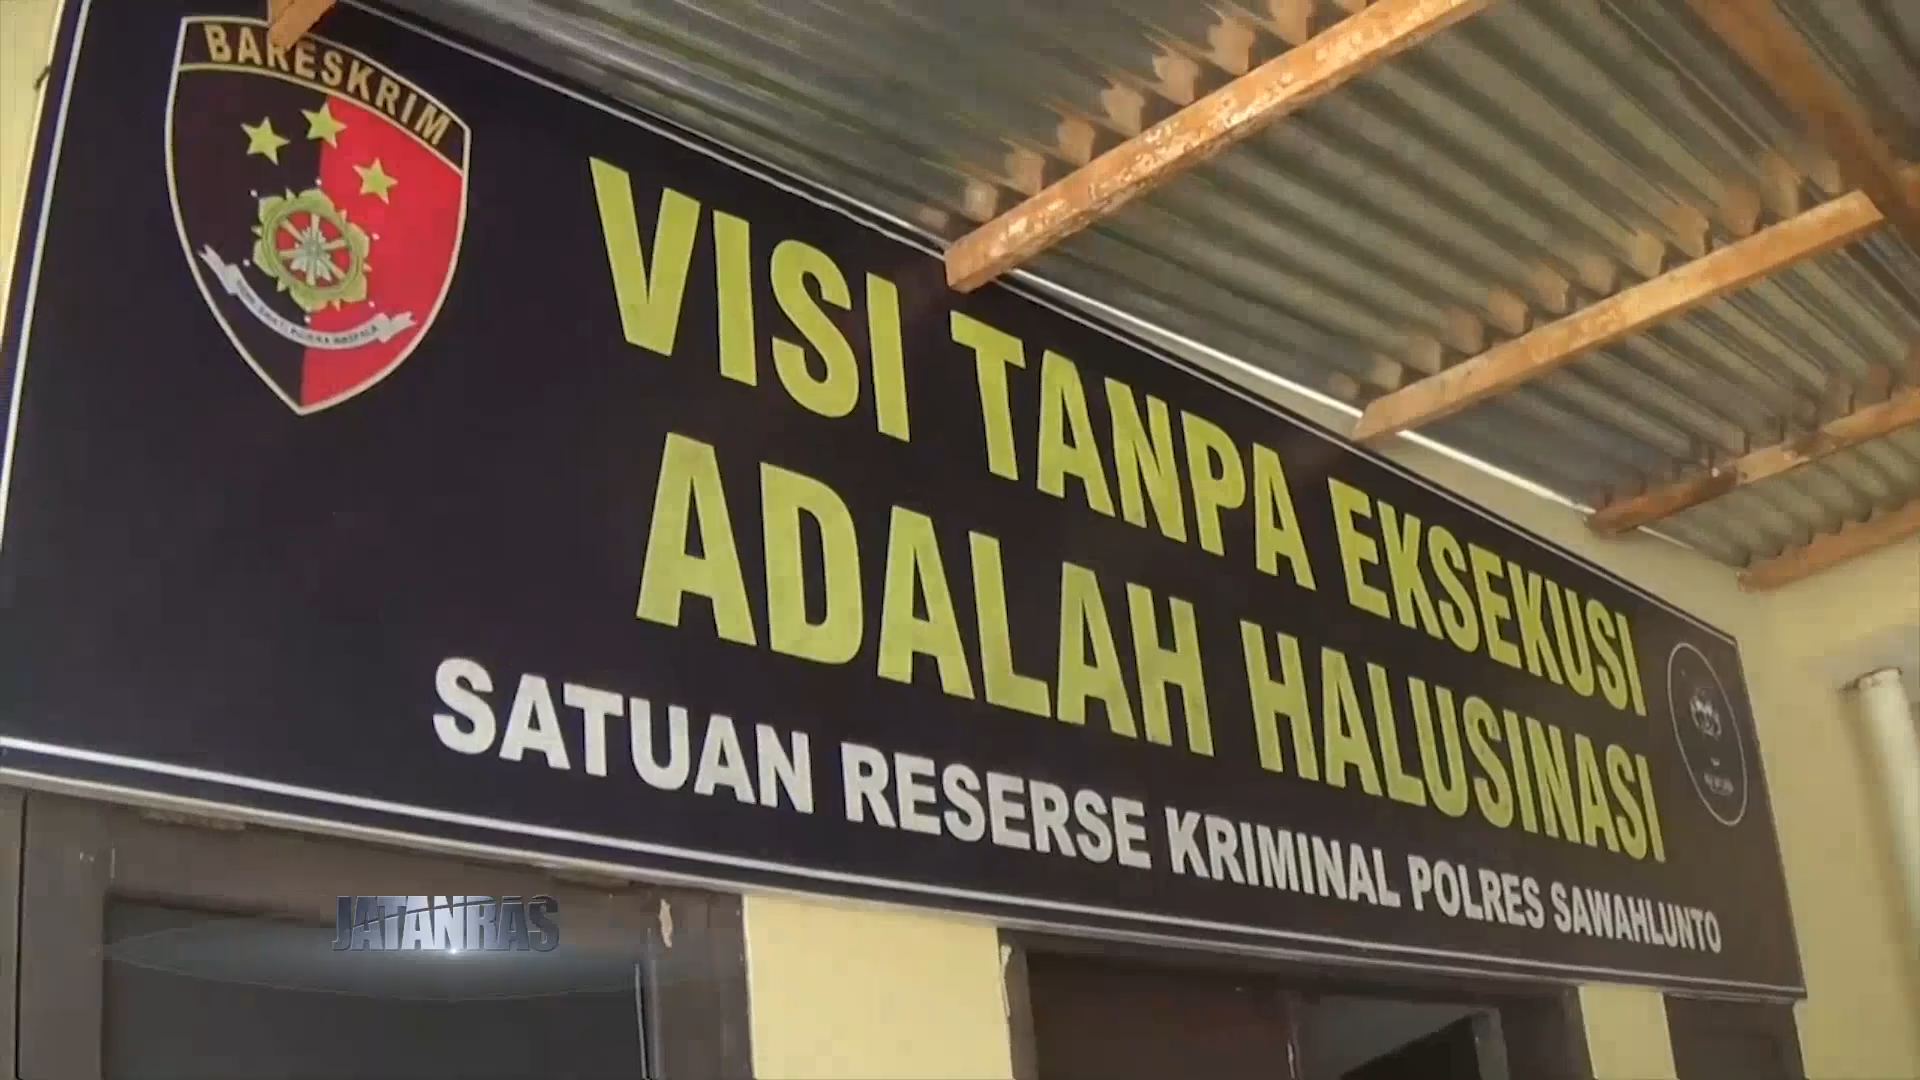 BARESKRIM
VISI TANPA EKSEKUSI
ADALAH HALUSINASI
SATUAN RESERSE KRIMINAL POLRES SAWAHLUNTO
JATANRAS